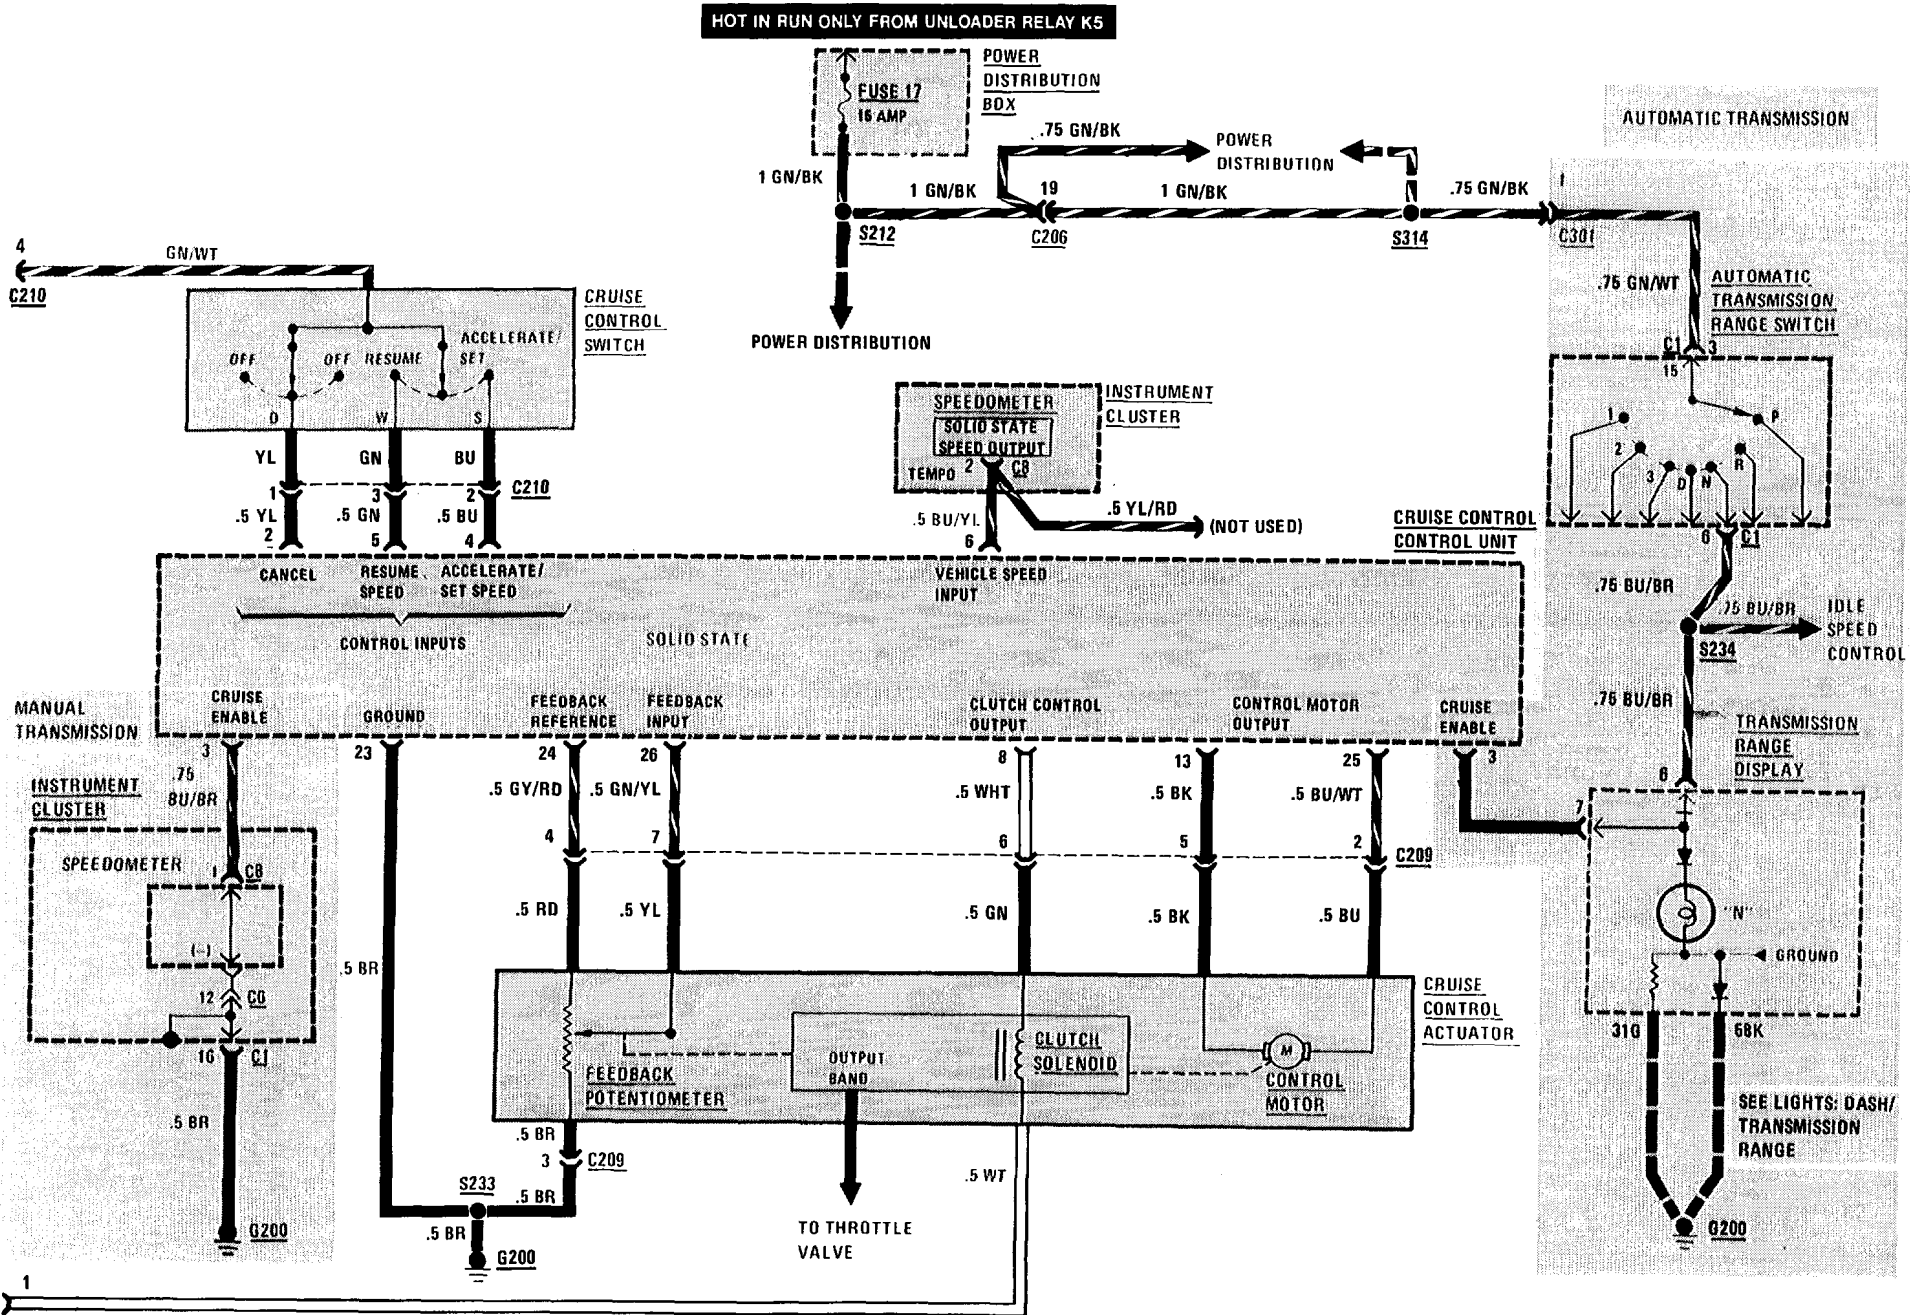 HOT IN RUN ONLY FROM UNLOADER RELAY K5
POWER
DISTRIBUTION
BOX
FUSE 17
16 AMP
AUTOMATIC TRANSMISSION
.75 GN/BK
POWER
DISTRIBUTION
1 GN/BK
1 GN/BK
19
1 GN/BK
.75 GN/BK
1
S212
C206
S314
C301
4
GN/WT
C210
CRUISE
CONTROL
SWITCH
ACCELERATE/
SET
OFF
OFF
RESUME
O
W
S
POWER DISTRIBUTION
.75 GN/WT
AUTOMATIC
TRANSMISSION
RANGE SWITCH
C1
3
15
1
2
3
D
N
R
P
INSTRUMENT
CLUSTER
SPEEDOMETER
SOLID STATE
SPEED OUTPUT
TEMPO
2
C8
YL
GN
BU
1
3
2
C210
.5 YL
.5 GN
.5 BU
2
5
4
.5 BU/YL
6
.5 YL/RD
(NOT USED)
CRUISE CONTROL
CONTROL UNIT
6
C1
CANCEL
RESUME
SPEED
ACCELERATE/
SET SPEED
VEHICLE SPEED
INPUT
CONTROL INPUTS
SOLID STATE
.75 BU/BR
.75 BU/BR
IDLE
SPEED
CONTROL
S234
MANUAL
TRANSMISSION
CRUISE
ENABLE
GROUND
FEEDBACK
REFERENCE
FEEDBACK
INPUT
CLUTCH CONTROL
OUTPUT
CONTROL MOTOR
OUTPUT
CRUISE
ENABLE
.75 BU/BR
TRANSMISSION
RANGE
DISPLAY
3
23
24
26
8
13
25
3
6
.75
BU/BR
INSTRUMENT
CLUSTER
.5 GY/RD
.5 GN/YL
.5 WHT
.5 BK
.5 BU/WT
7
4
7
6
5
2
C209
SPEEDOMETER
1
C8
(-)
.5 RD
.5 YL
.5 GN
.5 BK
.5 BU
"N"
GROUND
12
C6
.5 BR
CRUISE
CONTROL
ACTUATOR
31G
58K
16
C1
OUTPUT
BAND
CLUTCH
SOLENOID
M
FEEDBACK
POTENTIOMETER
CONTROL
MOTOR
.5 BR
.5 BR
3
C209
SEE LIGHTS: DASH/
TRANSMISSION
RANGE
S233
.5 BR
.5 WT
G200
.5 BR
G200
TO THROTTLE
VALVE
G200
1